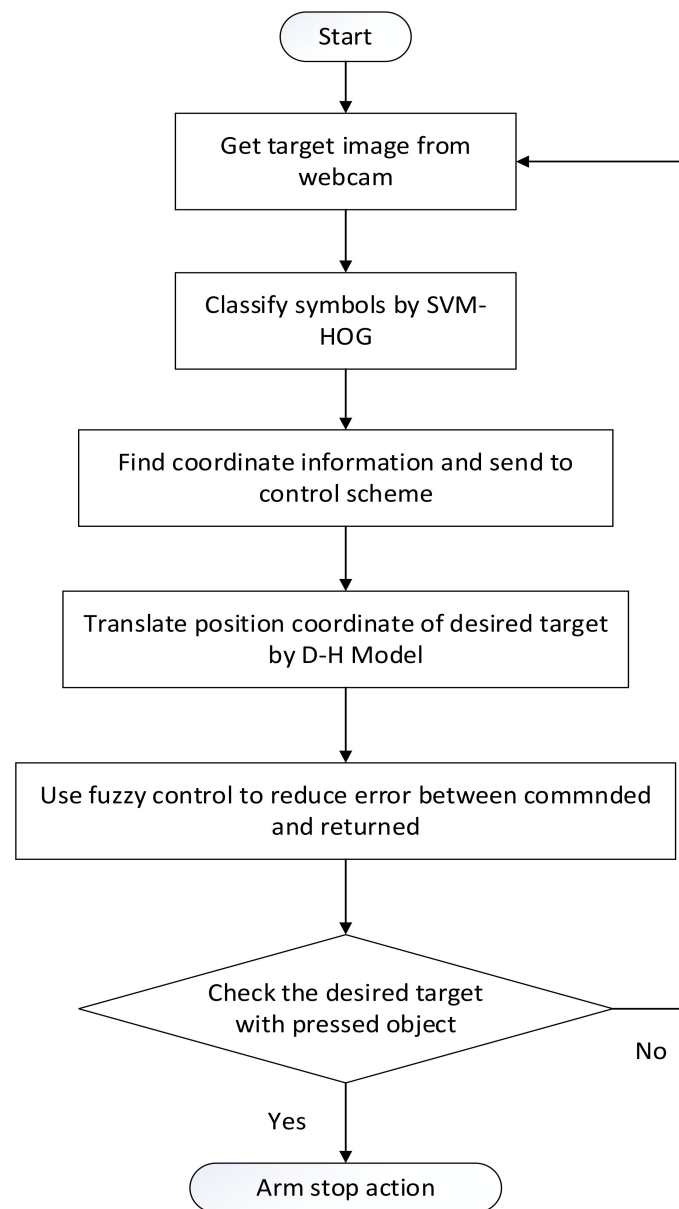 Start
Get target image from
webcam
Classify symbols by SVM-
HOG
Find coordinate information and send to
control scheme
Translate position coordinate of desired target
by D-H Model
Use fuzzy control to reduce error between commnded
and returned
Check the desired target
with pressed object
No
Yes
Arm stop action